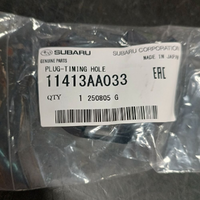 SUBARU SUBARU CORPORATION
GENUINE PARTS MADE IN JAPAN
PLUG-TIMING HOLE
11413AA033 EAC
QTY 1 250805 G